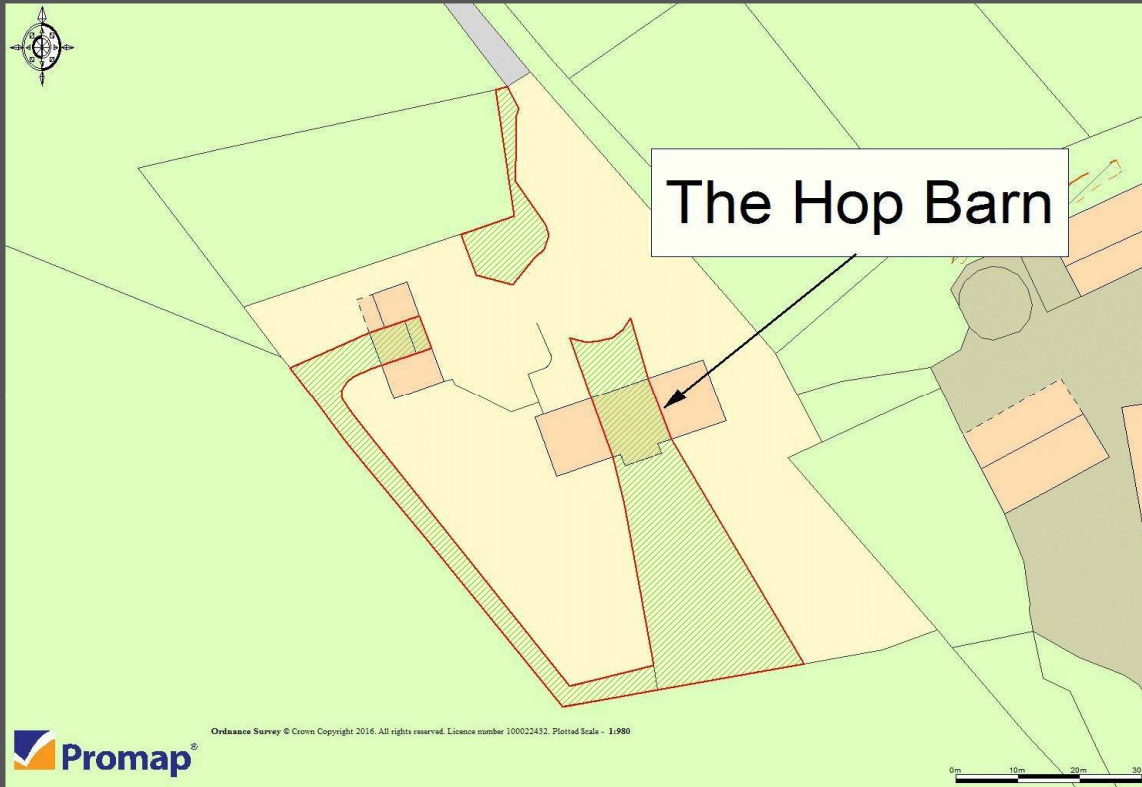 The Hop Barn
Ordnance Survey © Crown Copyright 2016. All rights reserved. Licence number 100022432. Plotted Scale - 1:980
Promap®
0m 10m 20m 30